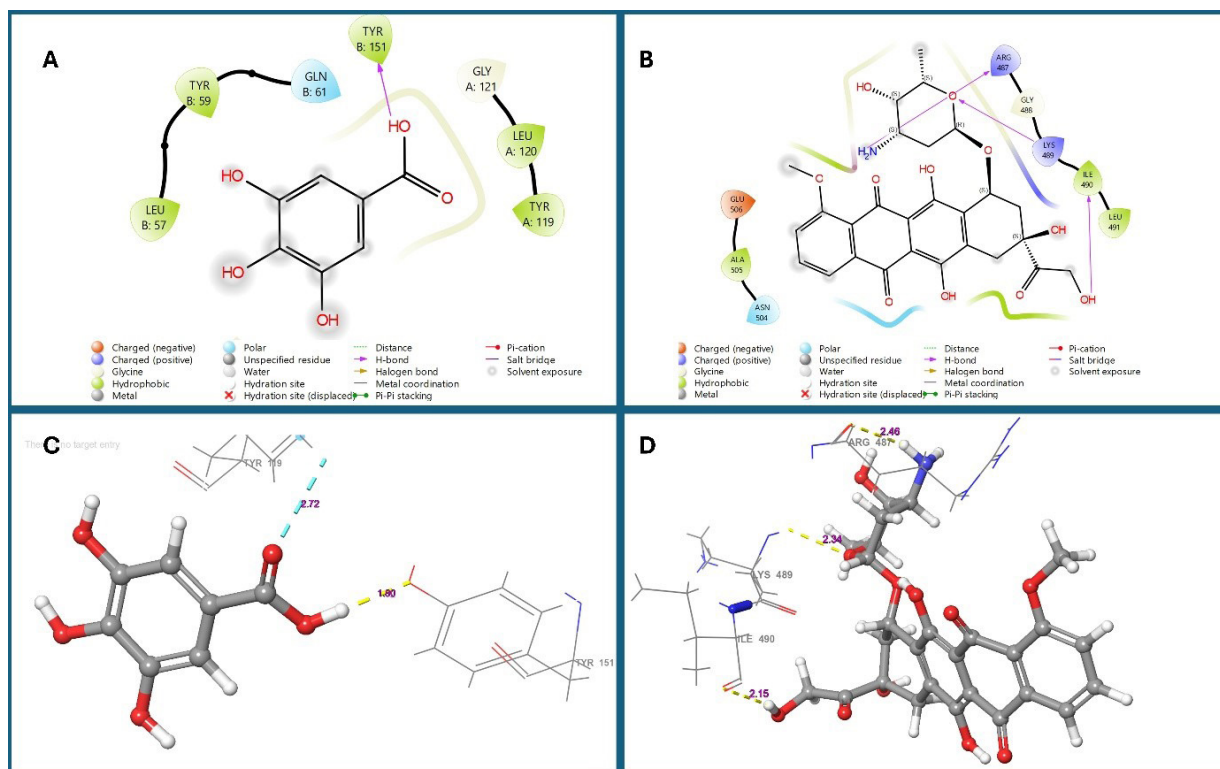 A
TYR
B: 151
GLN
B: 61
TYR
B: 59
GLY
A: 121
LEU
A: 120
TYR
A: 119
LEU
B: 57
HO
O
HO
HO
OH
Charged (negative)
Charged (positive)
Glycine
Hydrophobic
Metal
Polar
Unspecified residue
Water
Hydration site
Hydration site (displaced)
Distance
H-bond
Halogen bond
Metal coordination
Pi-Pi stacking
Pi-cation
Salt bridge
Solvent exposure
B
ARG
487
GLY
488
LYS
489
ILE
490
LEU
491
GLU
506
ALA
505
ASN
504
HO
(S)
(S)
(S)
(R)
O
H₂N
O
O
O
OH
(S)
(R)
OH
O
OH
O
OH
Charged (negative)
Charged (positive)
Glycine
Hydrophobic
Metal
Polar
Unspecified residue
Water
Hydration site
Hydration site (displaced)
Distance
H-bond
Halogen bond
Metal coordination
Pi-Pi stacking
Pi-cation
Salt bridge
Solvent exposure
C
no target entry
TYR 119
2.72
1.80
TYR 151
D
2.46
ARG 487
2.34
LYS 489
ILE 490
2.15